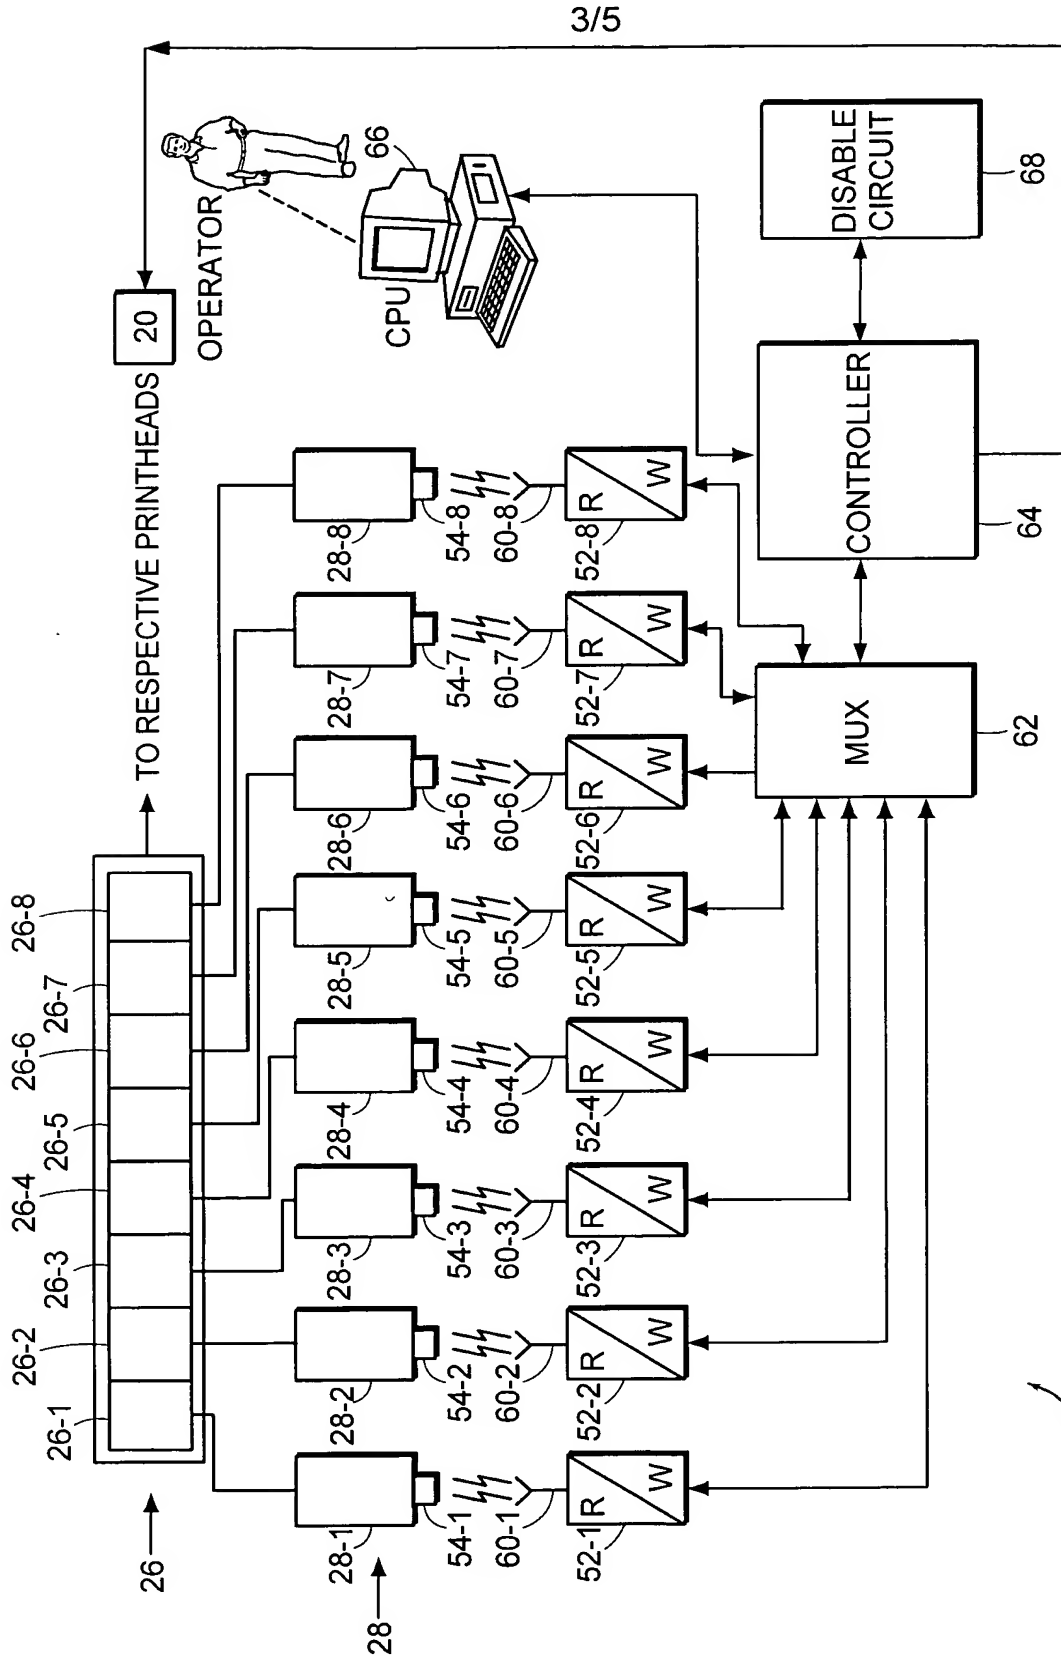 3/5
26
26-1
26-2
26-3
26-4
26-5
26-6
26-7
26-8
TO RESPECTIVE PRINTHEADS
20
OPERATOR
CPU
66
28
28-1
28-2
28-3
28-4
28-5
28-6
28-7
28-8
54-1
54-2
54-3
54-4
54-5
54-6
54-7
54-8
60-1
60-2
60-3
60-4
60-5
60-6
60-7
60-8
52-1
R
W
52-2
R
W
52-3
R
W
52-4
R
W
52-5
R
W
52-6
R
W
52-7
R
W
52-8
R
W
MUX
62
CONTROLLER
64
DISABLE
CIRCUIT
68